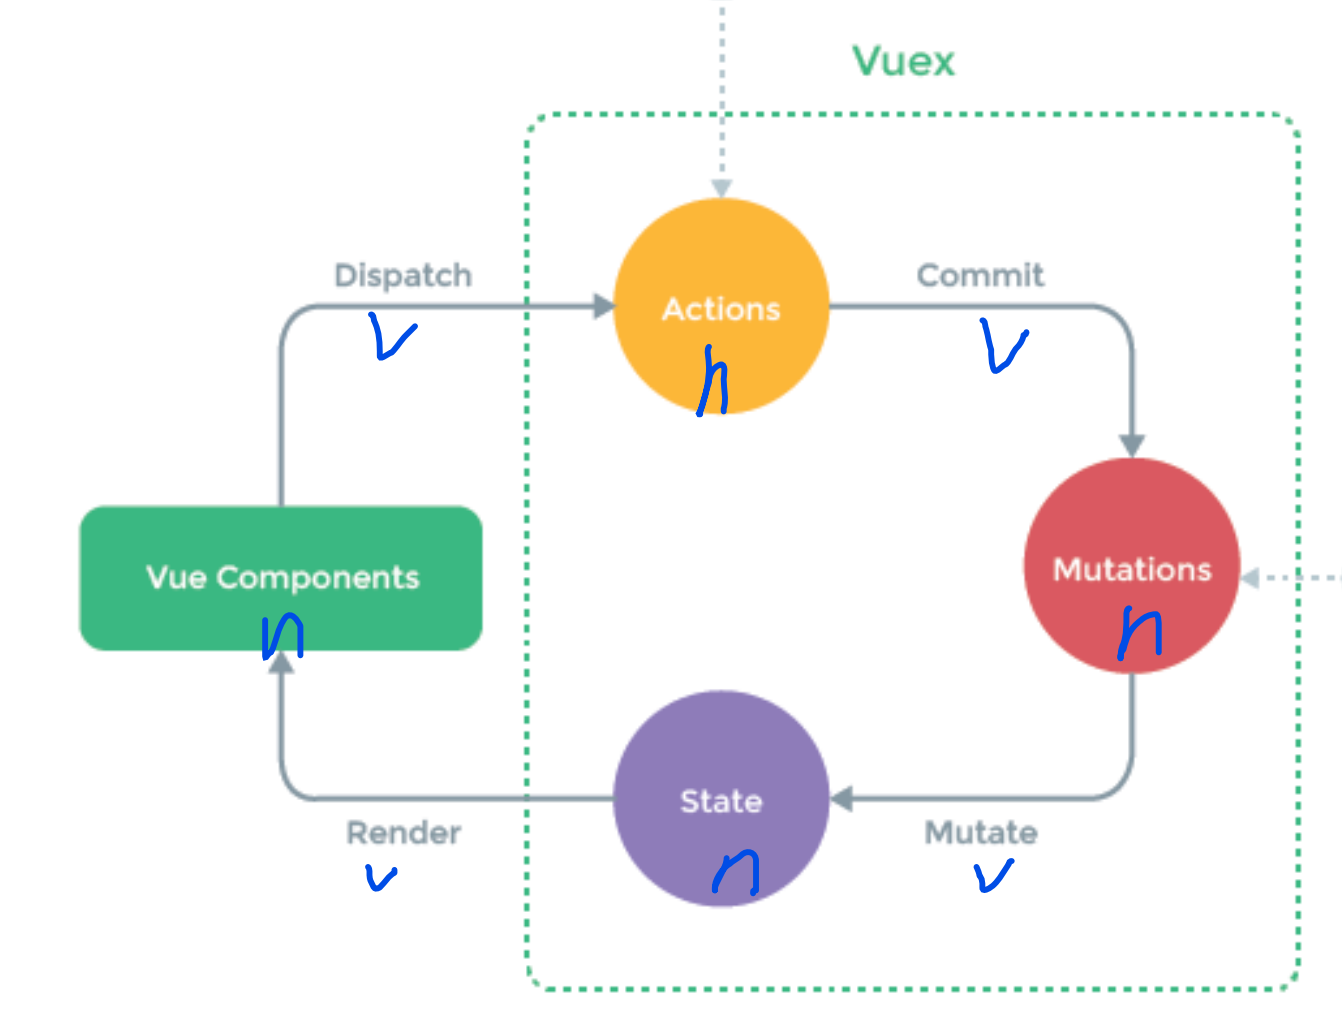 Vuex
Dispatch
v
Actions
n
Commit
v
Vue Components
n
Mutations
n
State
n
Render
v
Mutate
v